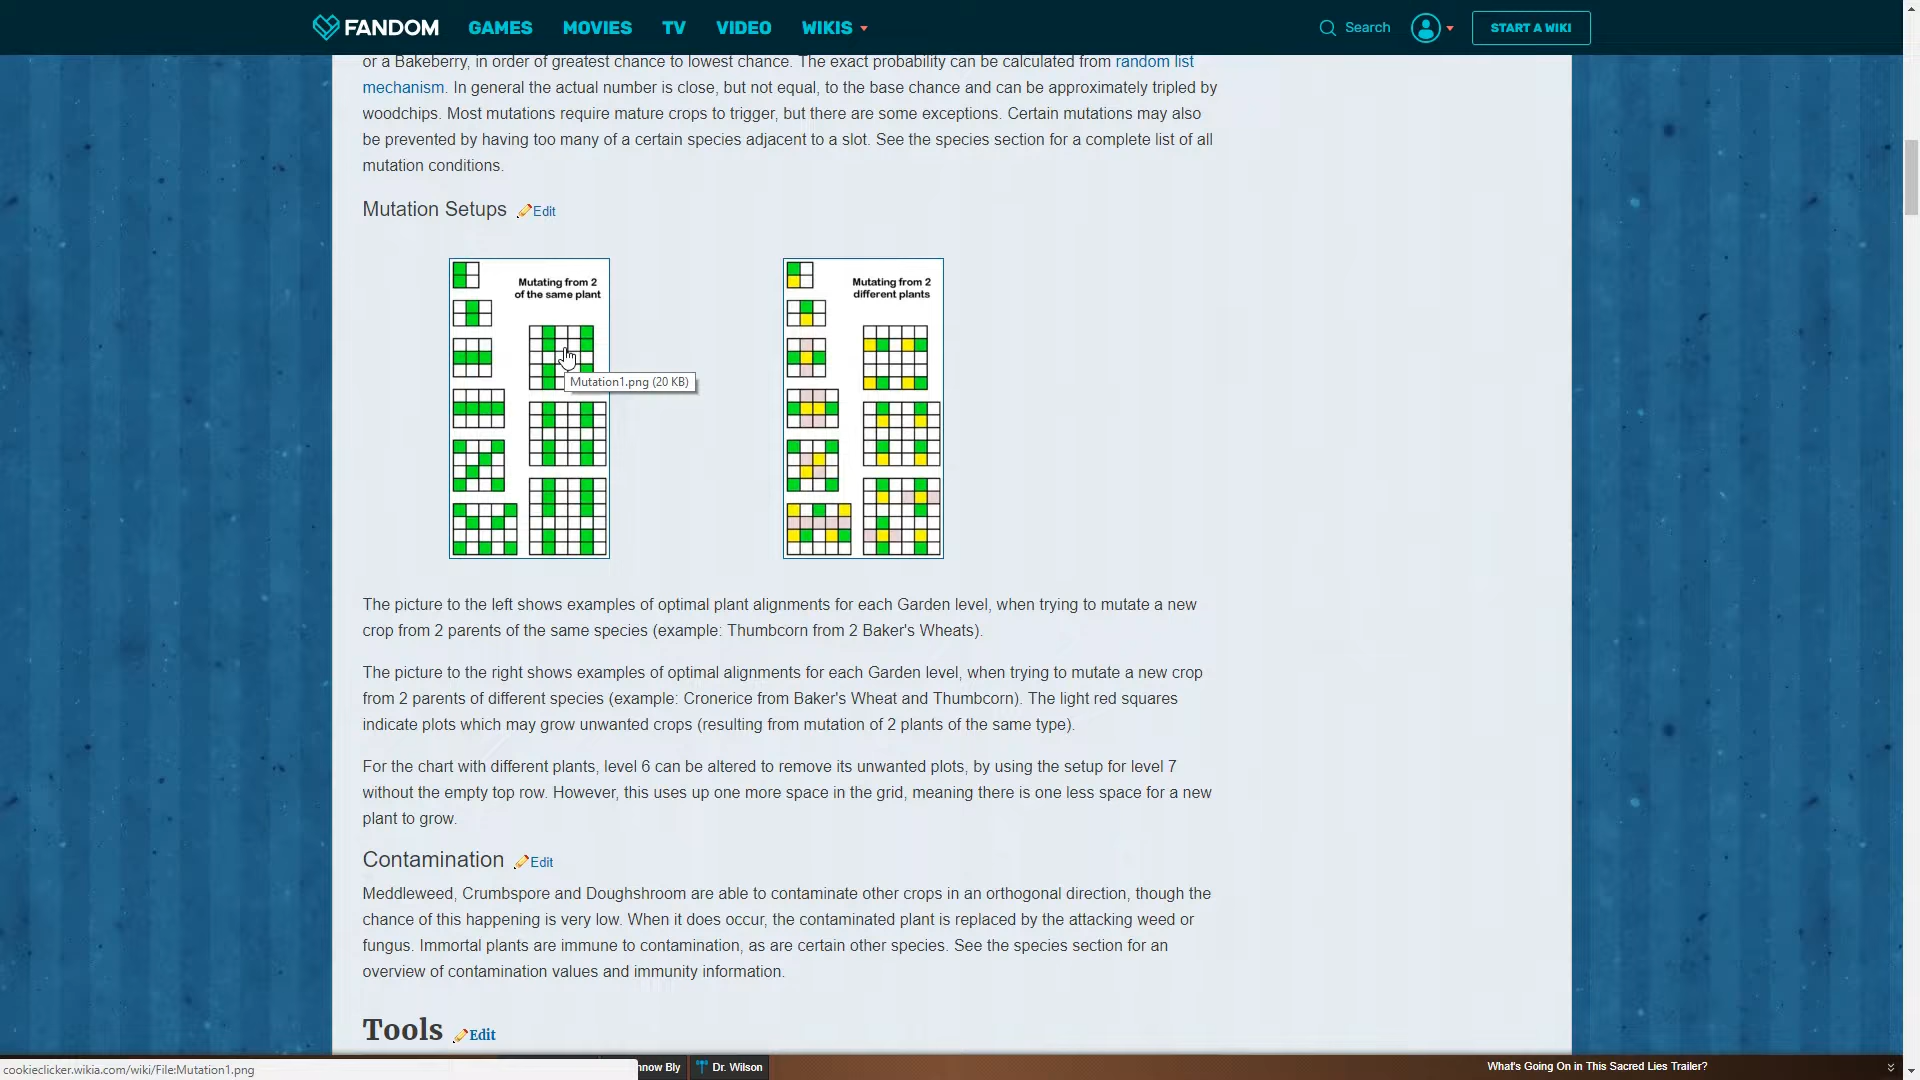 FANDOM GAMES MOVIES TV VIDEO WIKIS Search START A WIKI
or a Bakeberry, in order of greatest chance to lowest chance. The exact probability can be calculated from random list
mechanism. In general the actual number is close, but not equal, to the base chance and can be approximately tripled by
woodchips. Most mutations require mature crops to trigger, but there are some exceptions. Certain mutations may also
be prevented by having too many of a certain species adjacent to a slot. See the species section for a complete list of all
mutation conditions.
Mutation Setups Edit
Mutating from 2
of the same plant
Mutation1.png (20 KB)
Mutating from 2
different plants
The picture to the left shows examples of optimal plant alignments for each Garden level, when trying to mutate a new
crop from 2 parents of the same species (example: Thumbcorn from 2 Baker's Wheats).
The picture to the right shows examples of optimal alignments for each Garden level, when trying to mutate a new crop
from 2 parents of different species (example: Cronerice from Baker's Wheat and Thumbcorn). The light red squares
indicate plots which may grow unwanted crops (resulting from mutation of 2 plants of the same type).
For the chart with different plants, level 6 can be altered to remove its unwanted plots, by using the setup for level 7
without the empty top row. However, this uses up one more space in the grid, meaning there is one less space for a new
plant to grow.
Contamination Edit
Meddleweed, Crumbspore and Doughshroom are able to contaminate other crops in an orthogonal direction, though the
chance of this happening is very low. When it does occur, the contaminated plant is replaced by the attacking weed or
fungus. Immortal plants are immune to contamination, as are certain other species. See the species section for an
overview of contamination values and immunity information.
Tools Edit
cookieclicker.wikia.com/wiki/File:Mutation1.png
Bly Dr. Wilson What's Going On in This Sacred Lies Trailer?